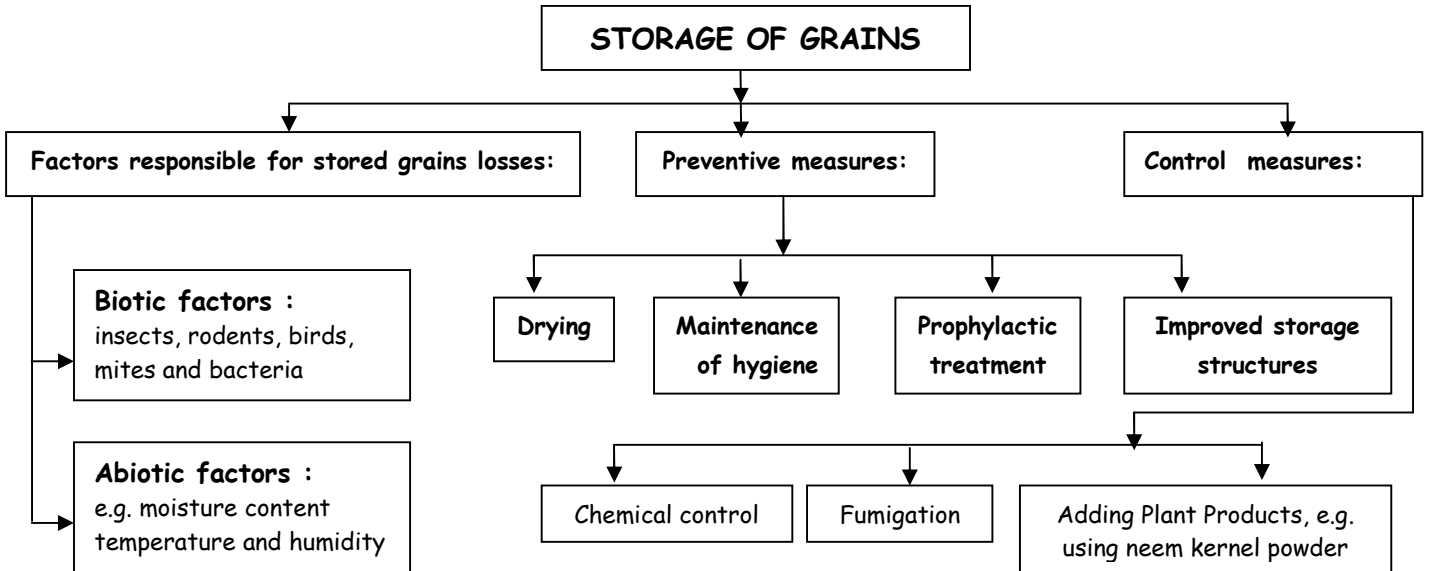 STORAGE OF GRAINS
Factors responsible for stored grains losses:
Preventive measures:
Control measures:
Biotic factors :
insects, rodents, birds,
mites and bacteria
Abiotic factors :
e.g. moisture content
temperature and humidity
Drying
Maintenance
of hygiene
Prophylactic
treatment
Improved storage
structures
Chemical control
Fumigation
Adding Plant Products, e.g.
using neem kernel powder